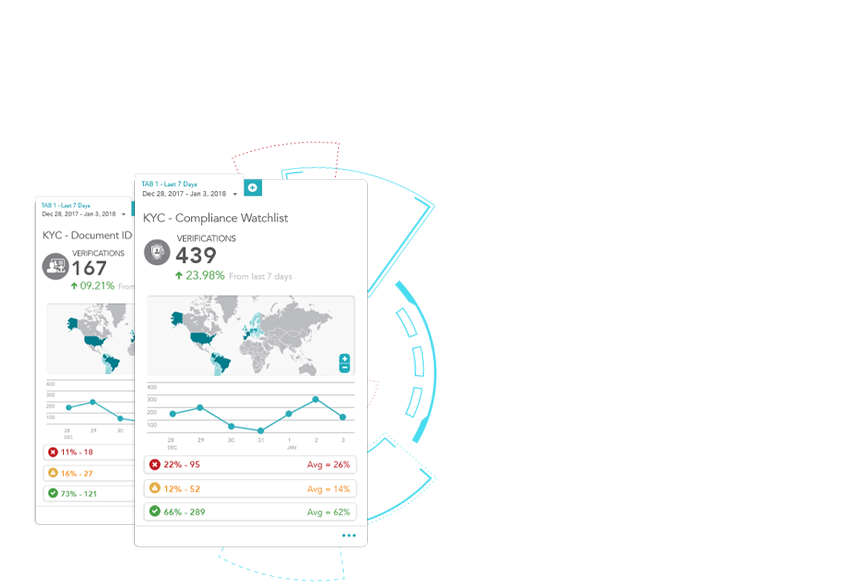 TAB 1 - Last 7 Days
Dec 28, 2017 - Jan 3, 2018
KYC - Document ID
VERIFICATIONS
167
09.21% From
400
300
200
100
28 29 30
DEC
11% - 18
16% - 27
73% - 121
TAB 1 - Last 7 Days
Dec 28, 2017 - Jan 3, 2018
KYC - Compliance Watchlist
VERIFICATIONS
439
23.98% From last 7 days
400
300
200
100
28 29 30 31 1 2 3
DEC JAN
22% - 95 Avg = 26%
12% - 52 Avg = 14%
66% - 289 Avg = 62%